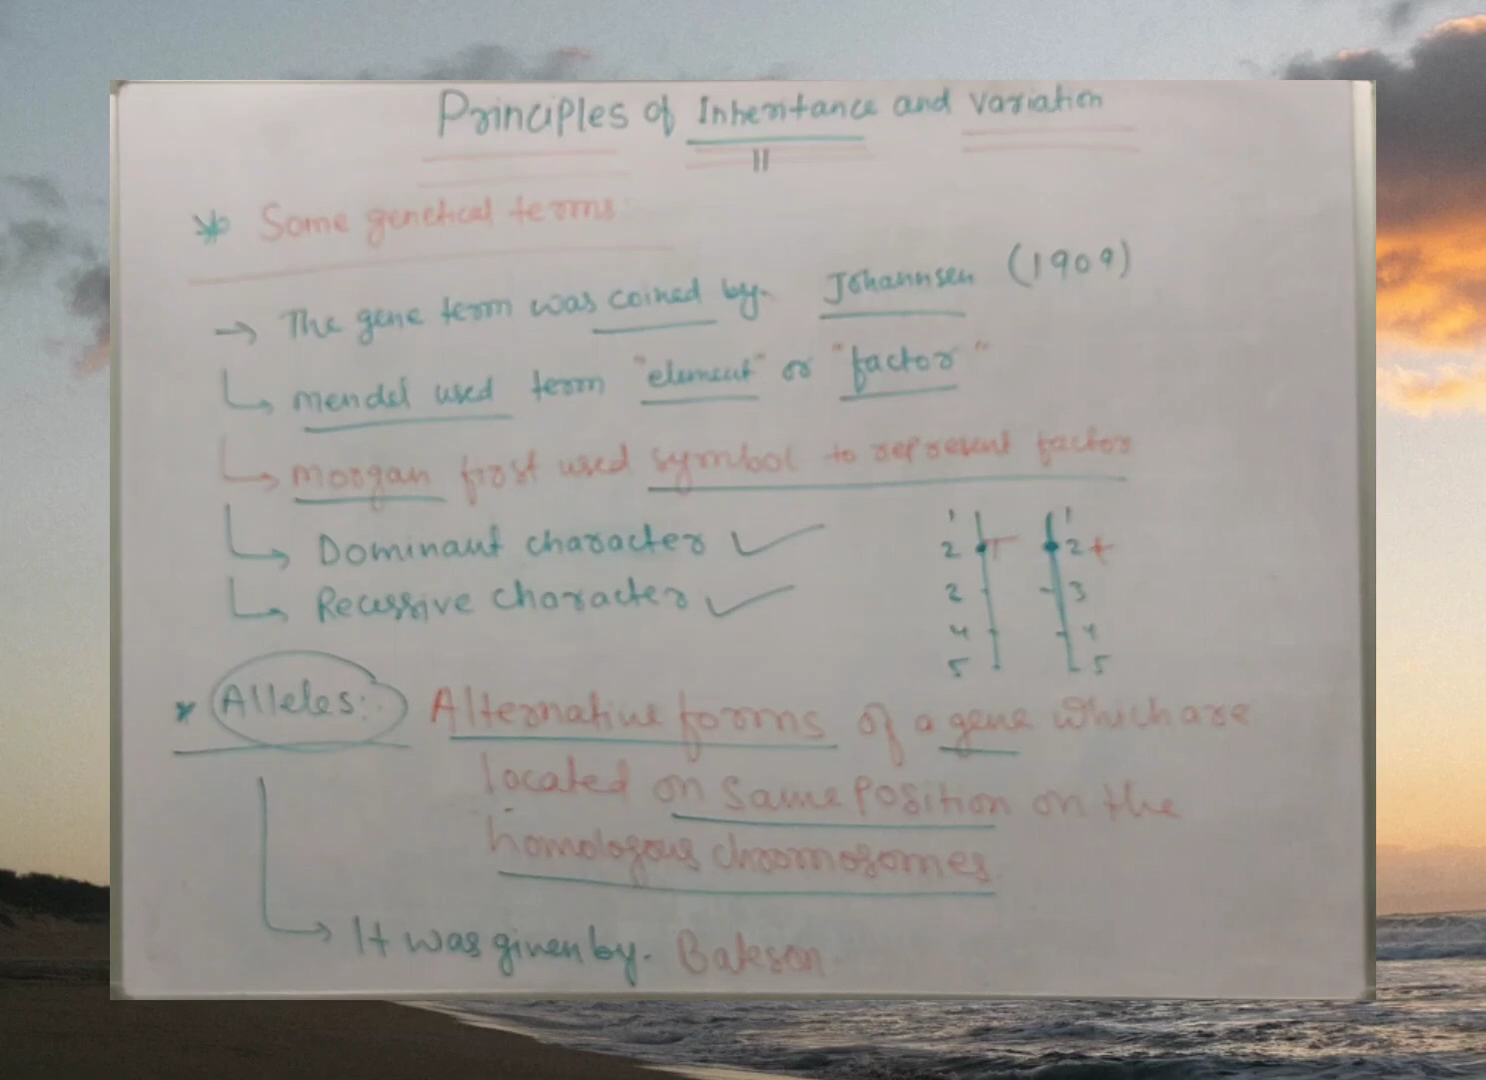 Principles of Inheritance and variation
11
* Some genetical terms
→ The gene term was coined by. Johannsen (1909)
↳ mendel used term "element" or "factor"
↳ morgan first used symbol to represent factor
↳ Dominant character ✓
↳ Recessive character ✓
1 1
2 T 2 t
2 3
4 4
5 5
* Alleles:. Alternative forms of a gene which are
located on same position on the
homologous chromosomes.
→ It was given by. Bateson